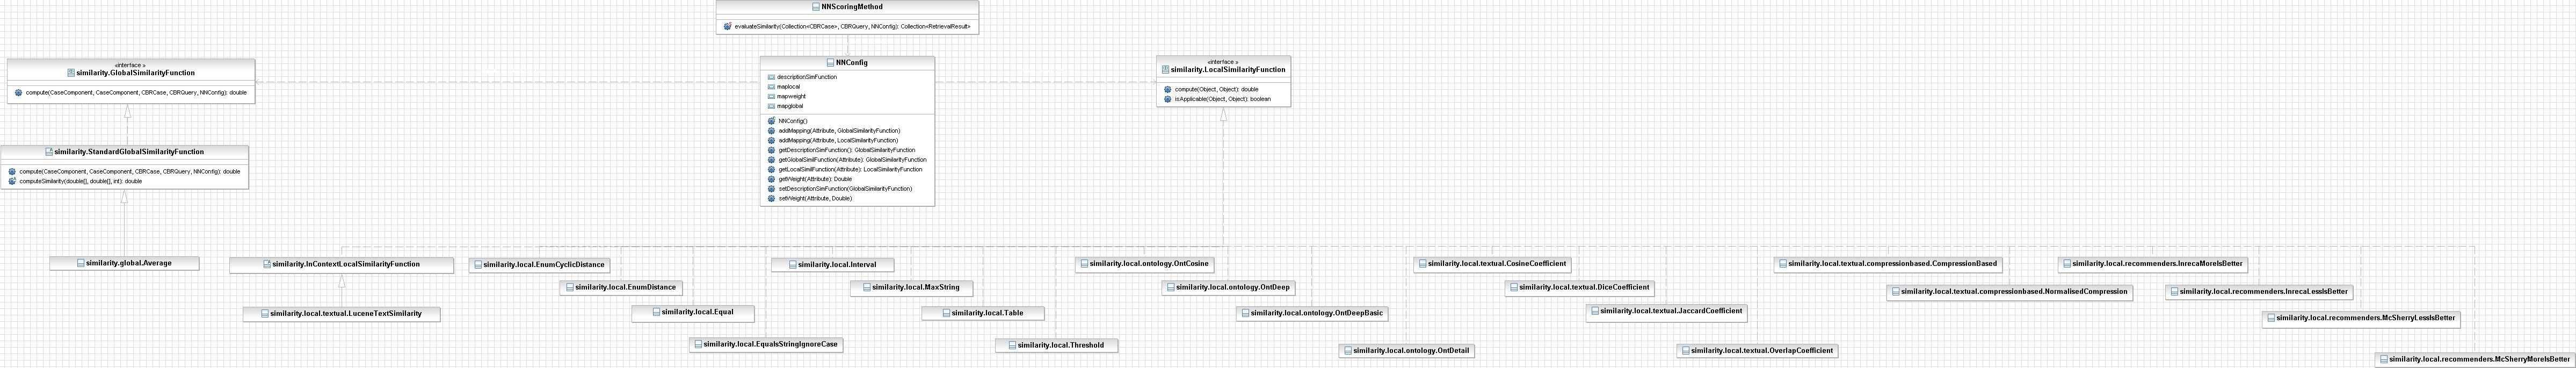 NNScoringMethod
evaluateSimilarity(Collection<CBRCase>, CBRQuery, NNConfig): Collection<RetrievalResult>
«interface »
similarity.GlobalSimilarityFunction
compute(CaseComponent, CaseComponent, CBRCase, CBRQuery, NNConfig): double
NNConfig
descriptionSimFunction
maplocal
mapweight
mapglobal
NNConfig()
addMapping(Attribute, GlobalSimilarityFunction)
addMapping(Attribute, LocalSimilarityFunction)
getDescriptionSimFunction(): GlobalSimilarityFunction
getGlobalSimilFunction(Attribute): GlobalSimilarityFunction
getLocalSimilFunction(Attribute): LocalSimilarityFunction
getWeight(Attribute): Double
setDescriptionSimFunction(GlobalSimilarityFunction)
setWeight(Attribute, Double)
«interface »
similarity.LocalSimilarityFunction
compute(Object, Object): double
isApplicable(Object, Object): boolean
similarity.StandardGlobalSimilarityFunction
compute(CaseComponent, CaseComponent, CBRCase, CBRQuery, NNConfig): double
computeSimilarity(double[], double[], int): double
similarity.global.Average
similarity.InContextLocalSimilarityFunction
similarity.local.textual.LuceneTextSimilarity
similarity.local.EnumCyclicDistance
similarity.local.EnumDistance
similarity.local.Equal
similarity.local.EqualsStringIgnoreCase
similarity.local.Interval
similarity.local.MaxString
similarity.local.Table
similarity.local.Threshold
similarity.local.ontology.OntCosine
similarity.local.ontology.OntDeep
similarity.local.ontology.OntDeepBasic
similarity.local.ontology.OntDetail
similarity.local.textual.CosineCoefficient
similarity.local.textual.DiceCoefficient
similarity.local.textual.JaccardCoefficient
similarity.local.textual.OverlapCoefficient
similarity.local.textual.compressionbased.CompressionBased
similarity.local.textual.compressionbased.NormalisedCompression
similarity.local.recommenders.InrecaMoreIsBetter
similarity.local.recommenders.InrecaLessIsBetter
similarity.local.recommenders.McSherryLessIsBetter
similarity.local.recommenders.McSherryMoreIsBetter